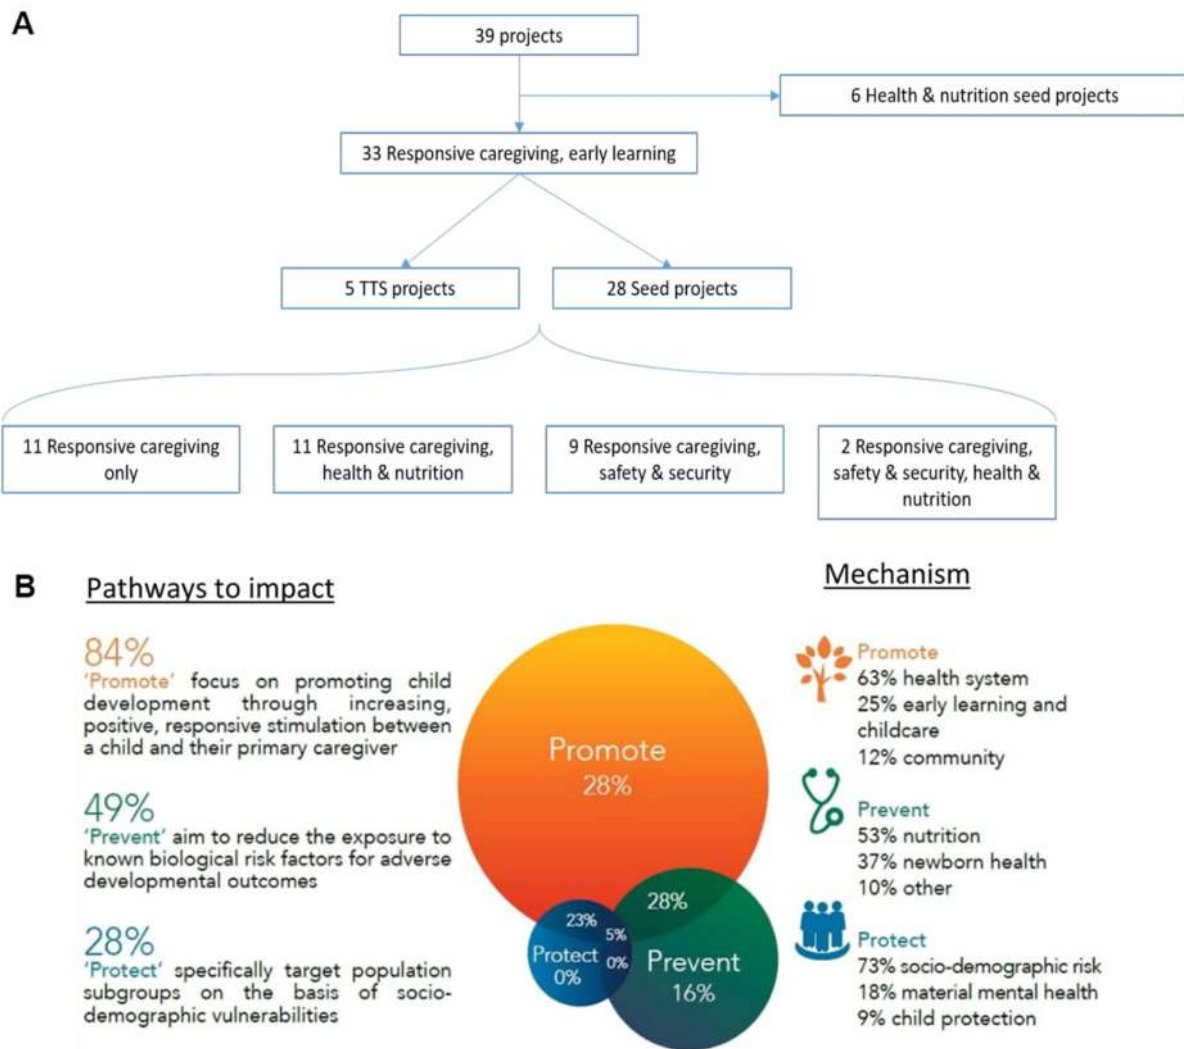 A
39 projects
6 Health & nutrition seed projects
33 Responsive caregiving, early learning
5 TTS projects
28 Seed projects
11 Responsive caregiving
only
11 Responsive caregiving,
health & nutrition
9 Responsive caregiving,
safety & security
2 Responsive caregiving,
safety & security, health &
nutrition
B
Pathways to impact
84%
'Promote' focus on promoting child
development through increasing,
positive, responsive stimulation between
a child and their primary caregiver
49%
'Prevent' aim to reduce the exposure to
known biological risk factors for adverse
developmental outcomes
28%
'Protect' specifically target population
subgroups on the basis of socio-
demographic vulnerabilities
Promote
28%
28%
23%
5%
Protect
0%
0%
Prevent
16%
Mechanism
Promote
63% health system
25% early learning and
childcare
12% community
Prevent
53% nutrition
37% newborn health
10% other
Protect
73% socio-demographic risk
18% material mental health
9% child protection